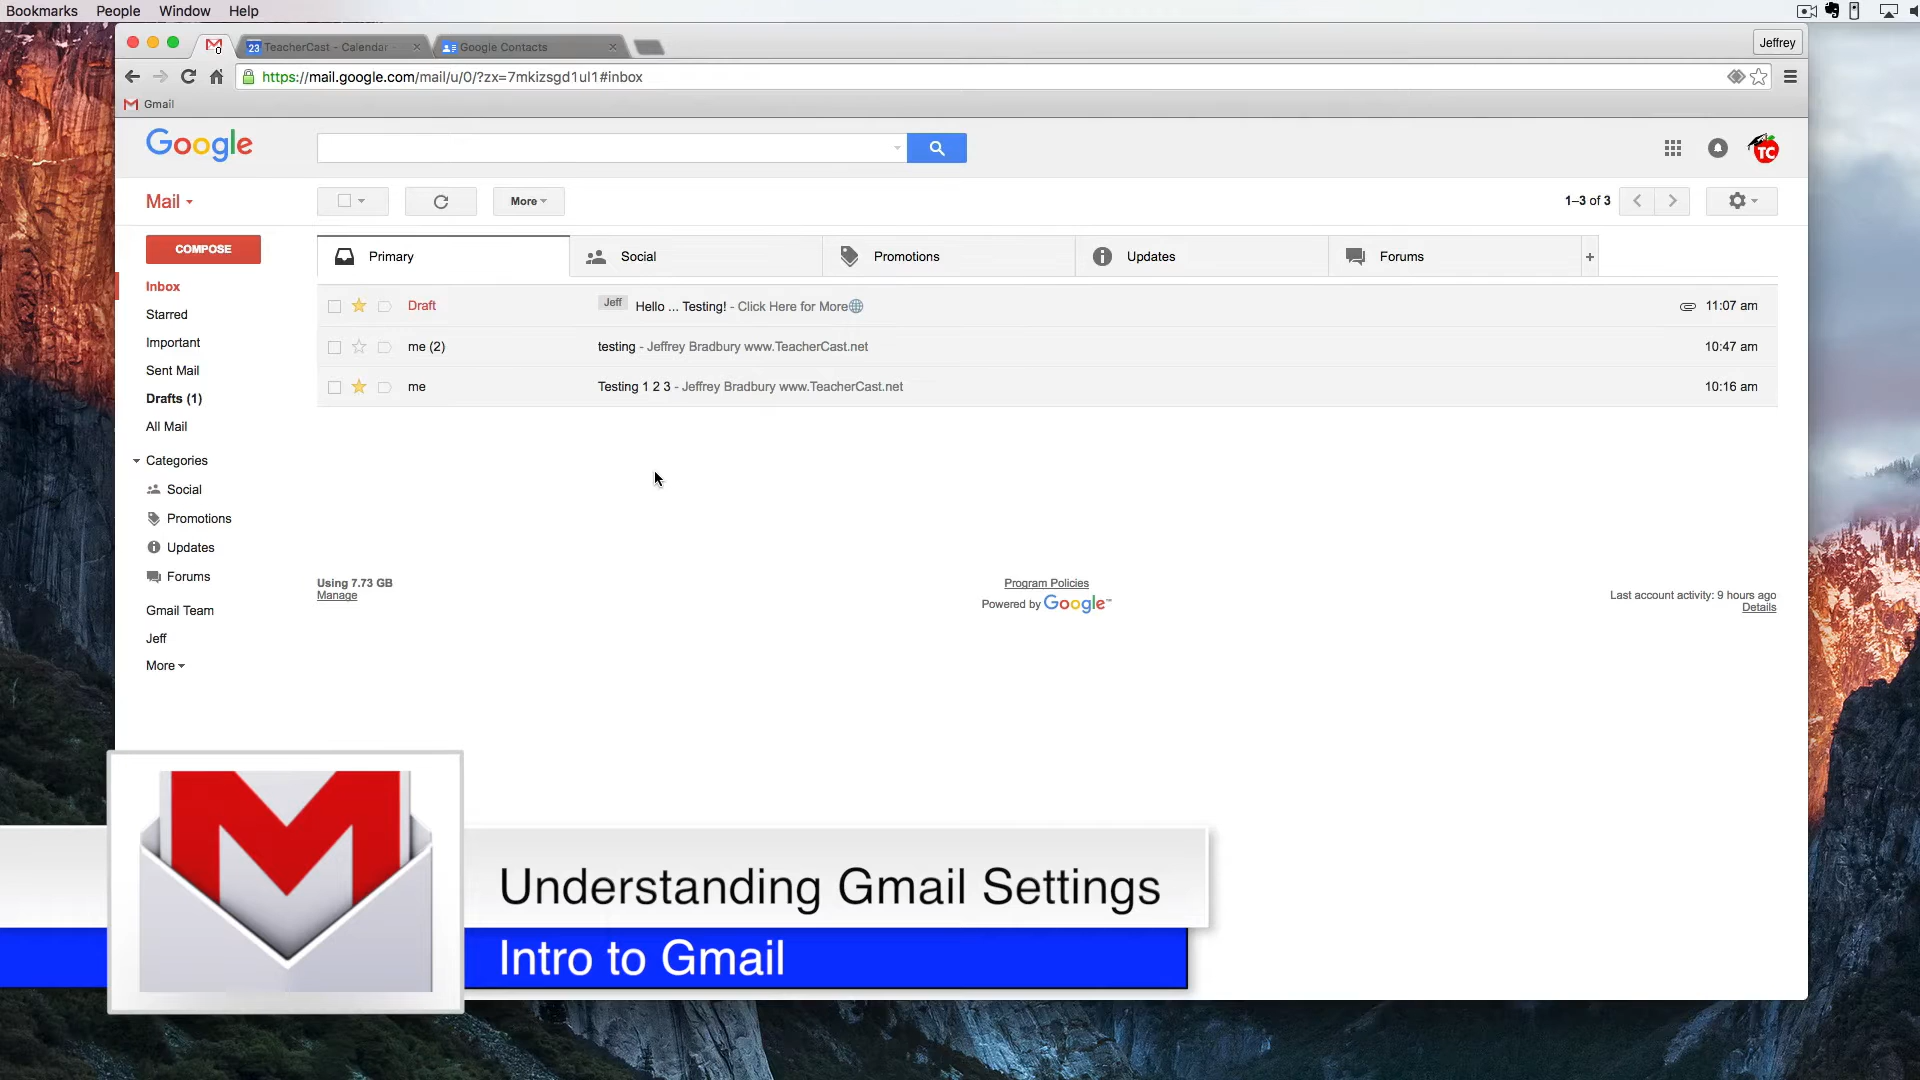 Bookmarks People Window Help
0 23 TeacherCast - Calendar Google Contacts Jeffrey
https://mail.google.com/mail/u/0/?zx=7mkizsgd1ul1#inbox
Gmail
Google TC
Mail More 1–3 of 3
COMPOSE Primary Social Promotions Updates Forums +
Inbox
Draft Jeff Hello ... Testing! - Click Here for More 11:07 am
Starred
Important me (2) testing - Jeffrey Bradbury www.TeacherCast.net 10:47 am
Sent Mail
me Testing 1 2 3 - Jeffrey Bradbury www.TeacherCast.net 10:16 am
Drafts (1)
All Mail
Categories
Social
Promotions
Updates
Forums
Using 7.73 GB Program Policies
Manage Powered by Google™ Last account activity: 9 hours ago
Details
Gmail Team
Jeff
More
Understanding Gmail Settings
Intro to Gmail